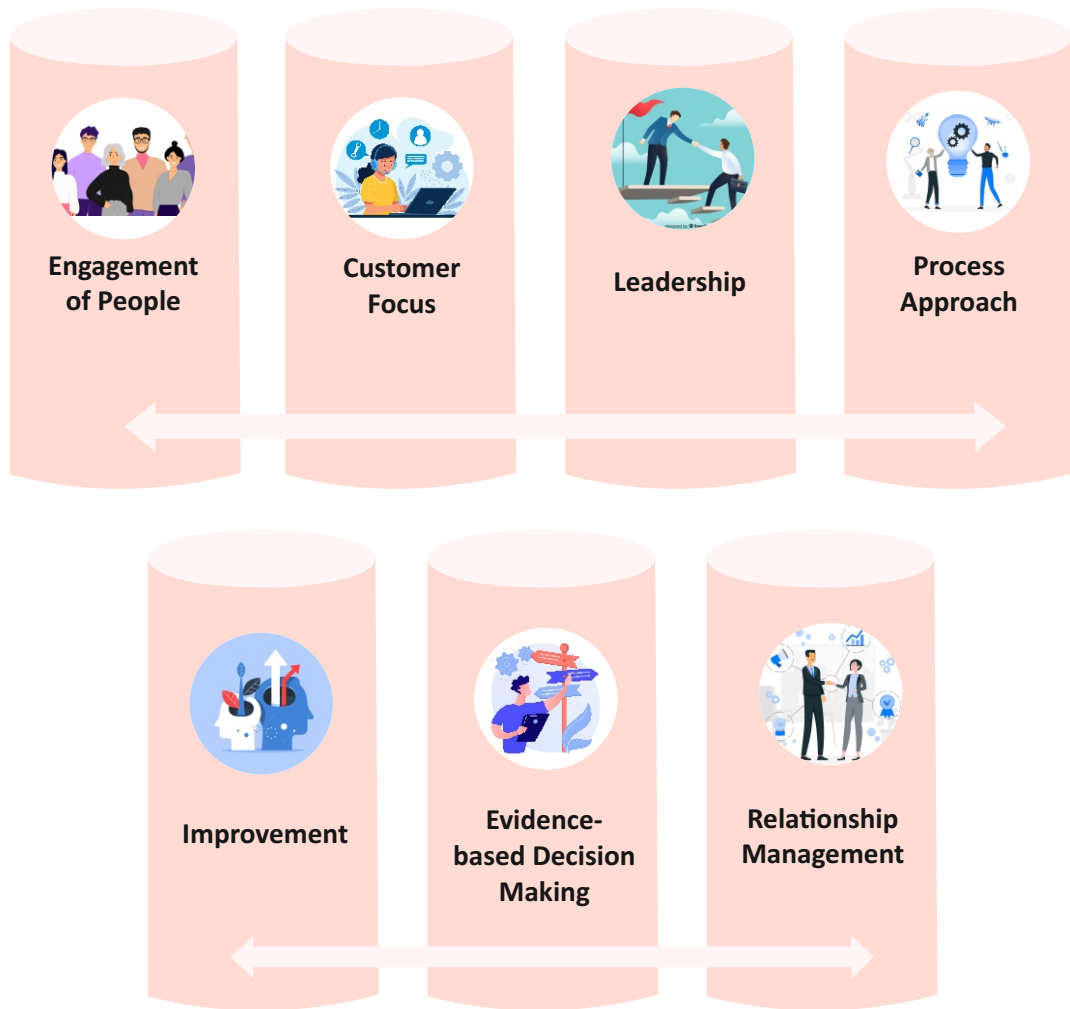 Engagement
of People
Customer
Focus
Leadership
Process
Approach
Improvement
Evidence-
based Decision
Making
Relationship
Management